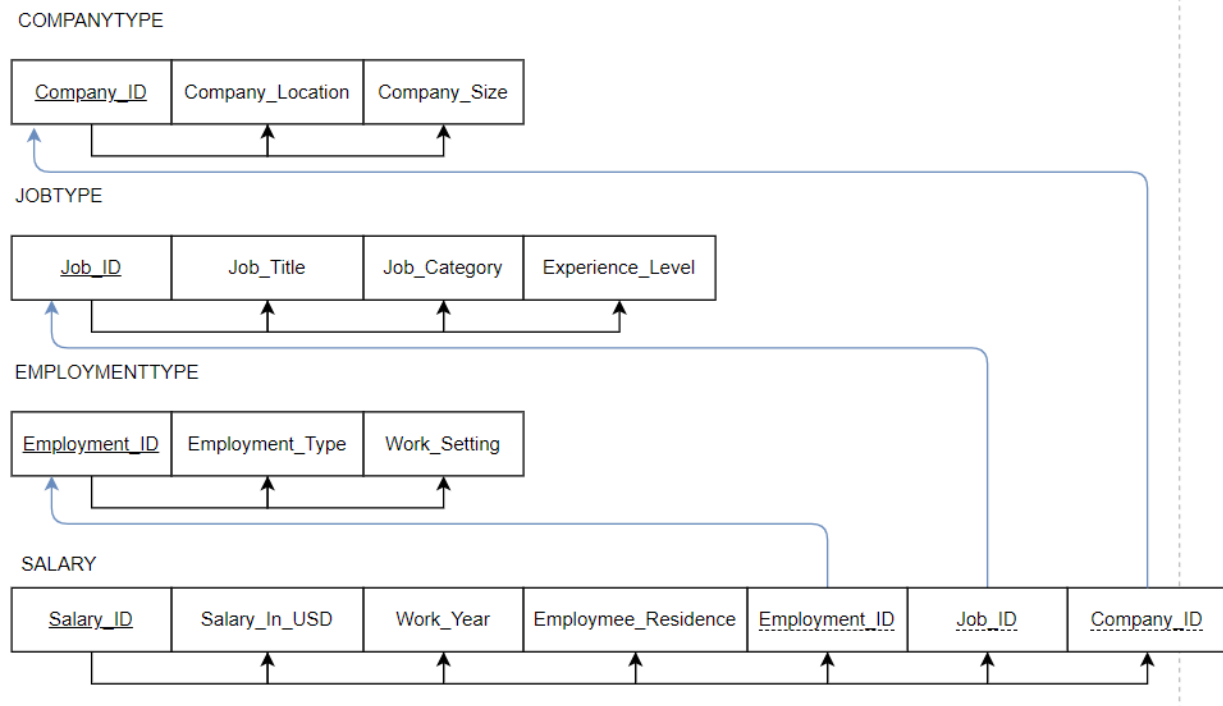 COMPANYTYPE
Company_ID Company_Location Company_Size
JOBTYPE
Job_ID Job_Title Job_Category Experience_Level
EMPLOYMENTTYPE
Employment_ID Employment_Type Work_Setting
SALARY
Salary_ID Salary_In_USD Work_Year Employmee_Residence Employment_ID Job_ID Company_ID